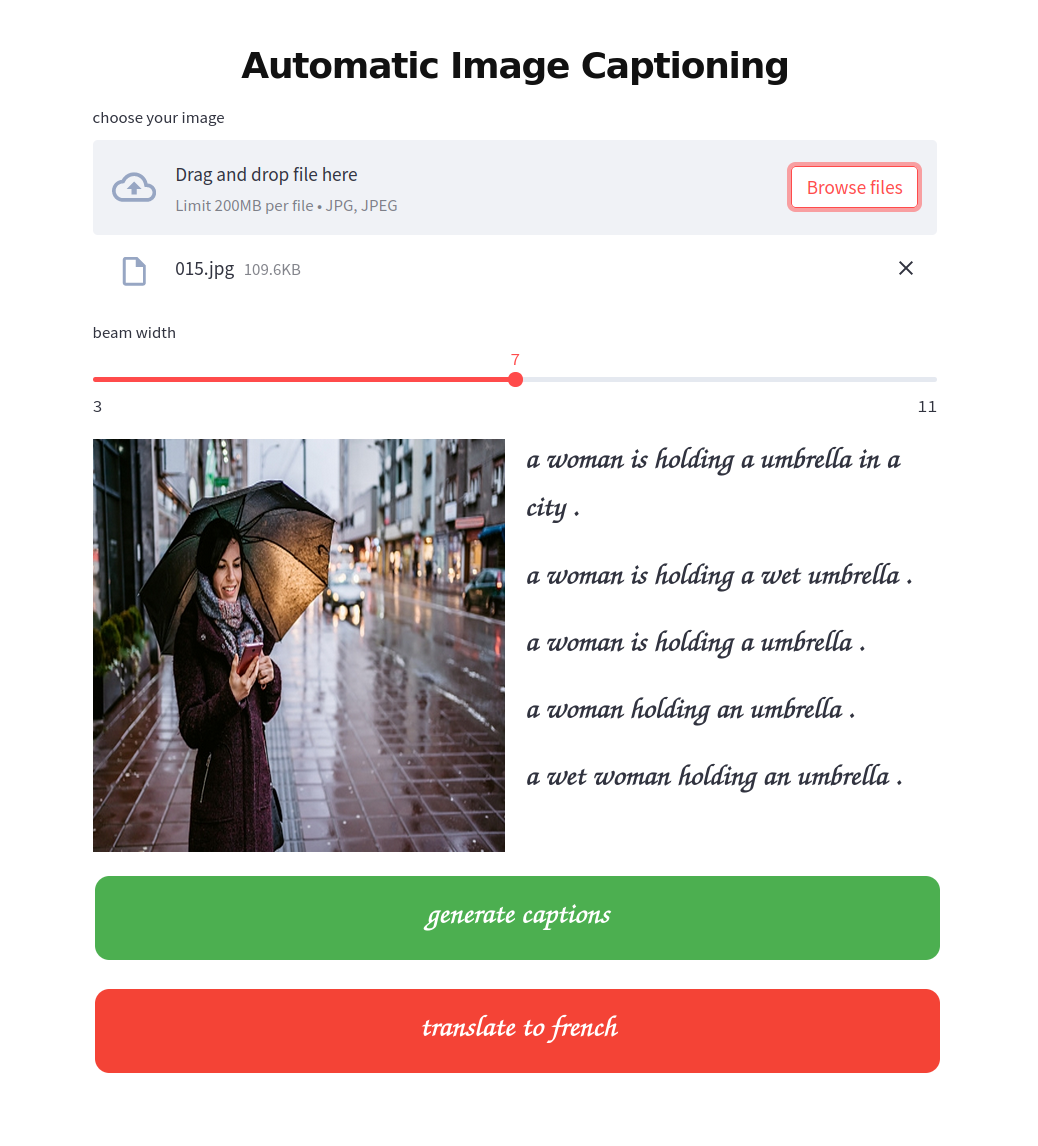 Automatic Image Captioning
choose your image
Drag and drop file here
Limit 200MB per file • JPG, JPEG
Browse files
015.jpg 109.6KB
beam width
7
3
11
a woman is holding a umbrella in a
city .
a woman is holding a wet umbrella .
a woman is holding a umbrella .
a woman holding an umbrella .
a wet woman holding an umbrella .
generate captions
translate to french